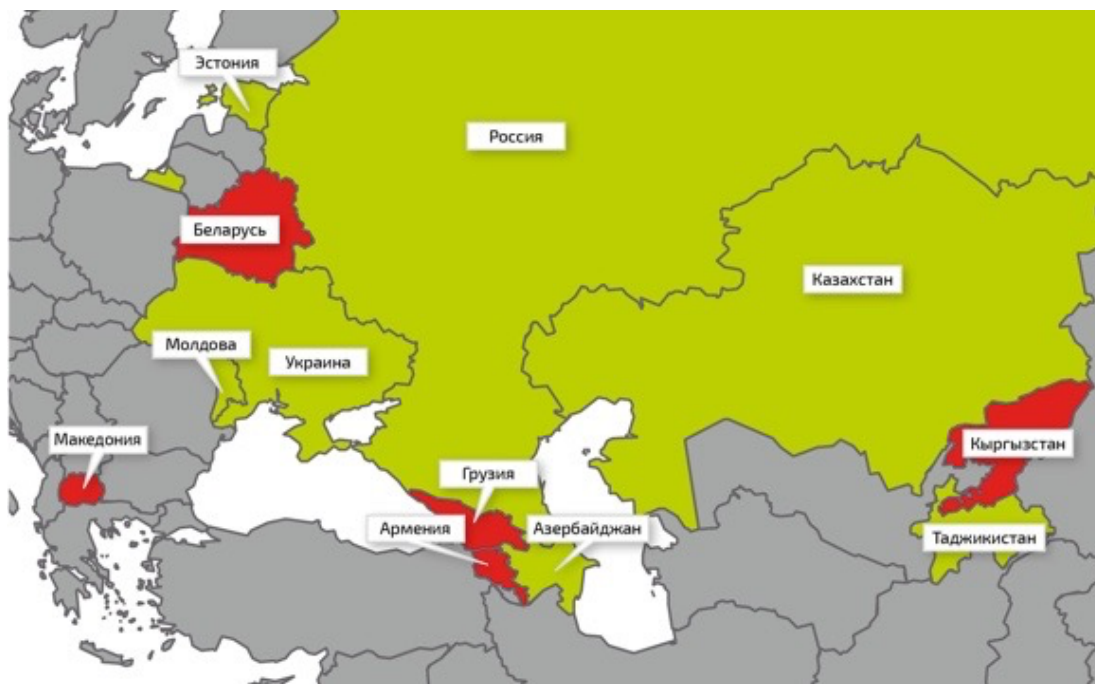 Эстония
Россия
Беларусь
Казахстан
Молдова
Украина
Македония
Кыргызстан
Грузия
Армения
Азербайджан
Таджикистан